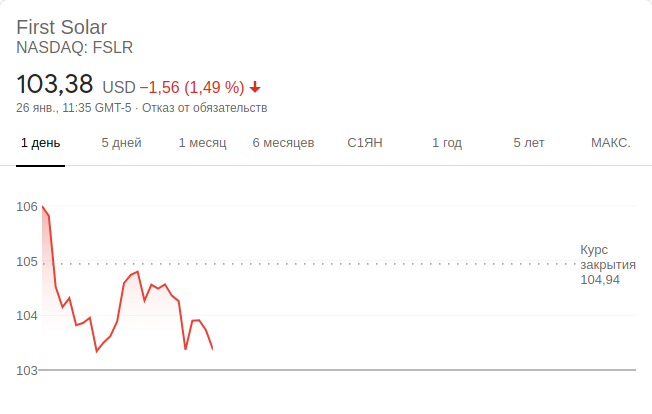 First Solar
NASDAQ: FSLR
103,38 USD −1,56 (1,49 %)
26 янв., 11:35 GMT-5 · Отказ от обязательств
1 день 5 дней 1 месяц 6 месяцев С1ЯН 1 год 5 лет МАКС.
106
105
104
103
Курс
закрытия
104,94